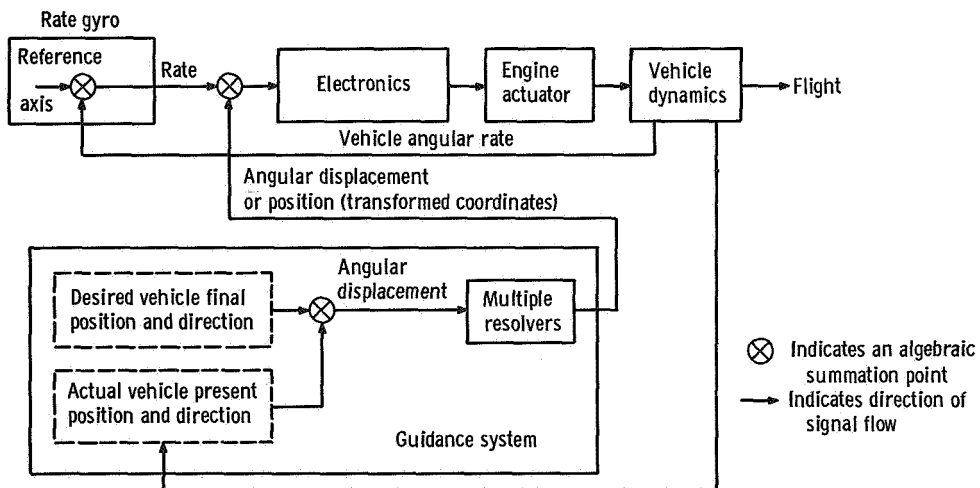 Rate gyro
Reference
axis
Rate
Electronics
Engine
actuator
Vehicle
dynamics
Flight
Vehicle angular rate
Angular displacement
or position (transformed coordinates)
Desired vehicle final
position and direction
Angular
displacement
Multiple
resolvers
Actual vehicle present
position and direction
Guidance system
Indicates an algebraic
summation point
Indicates direction of
signal flow